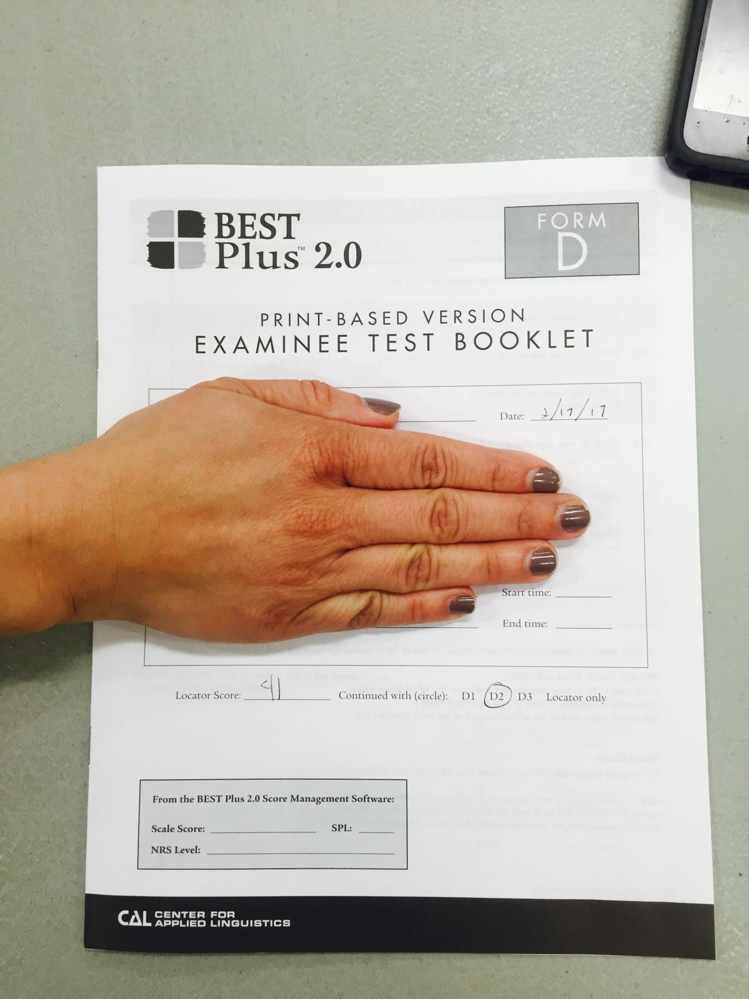 BEST
Plus™ 2.0
FORM
D
PRINT-BASED VERSION
EXAMINEE TEST BOOKLET
Date: 2/17/17
Start time:
End time:
Locator Score: 41 Continued with (circle): D1 D2 D3 Locator only
From the BEST Plus 2.0 Score Management Software:
Scale Score: SPL:
NRS Level:
CAL CENTER FOR
APPLIED LINGUISTICS